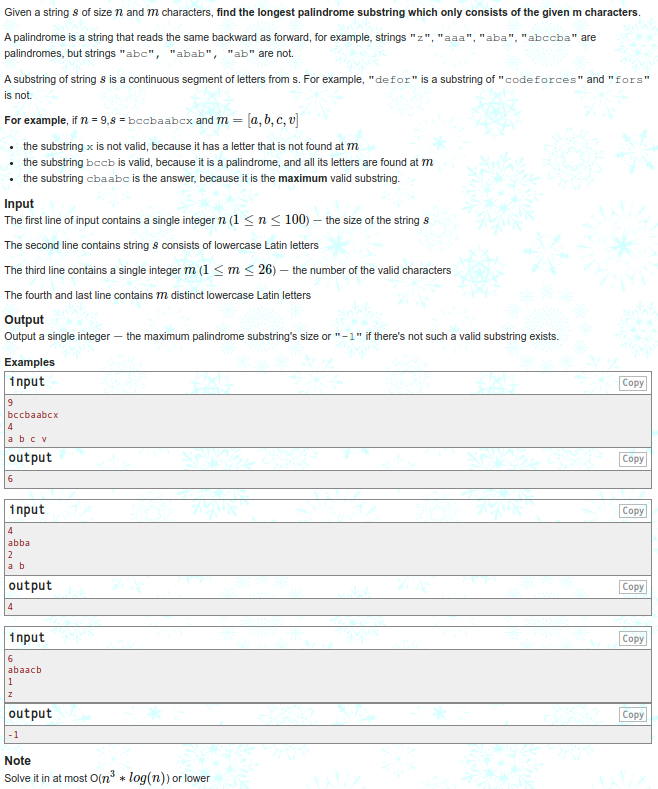 Given a string s of size n and m characters, find the longest palindrome substring which only consists of the given m characters.
A palindrome is a string that reads the same backward as forward, for example, strings "z", "aaa", "aba", "abccba" are
palindromes, but strings "abc", "abab", "ab" are not.
A substring of string s is a continuous segment of letters from s. For example, "defor" is a substring of "codeforces" and "fors"
is not.
For example, if n = 9,s = bccbaabcx and m = [a, b, c, v]
• the substring x is not valid, because it has a letter that is not found at m
• the substring bccb is valid, because it is a palindrome, and all its letters are found at m
• the substring cbaabc is the answer, because it is the maximum valid substring.
Input
The first line of input contains a single integer n (1 ≤ n ≤ 100) — the size of the string s
The second line contains string s consists of lowercase Latin letters
The third line contains a single integer m (1 ≤ m ≤ 26) — the number of the valid characters
The fourth and last line contains m distinct lowercase Latin letters
Output
Output a single integer — the maximum palindrome substring's size or "-1" if there's not such a valid substring exists.
Examples
input Copy
9
bccbaabcx
4
a b c v
output Copy
6
input Copy
4
abba
2
a b
output Copy
4
input Copy
6
abaacb
1
z
output Copy
-1
Note
Solve it in at most O(n³ * log(n)) or lower